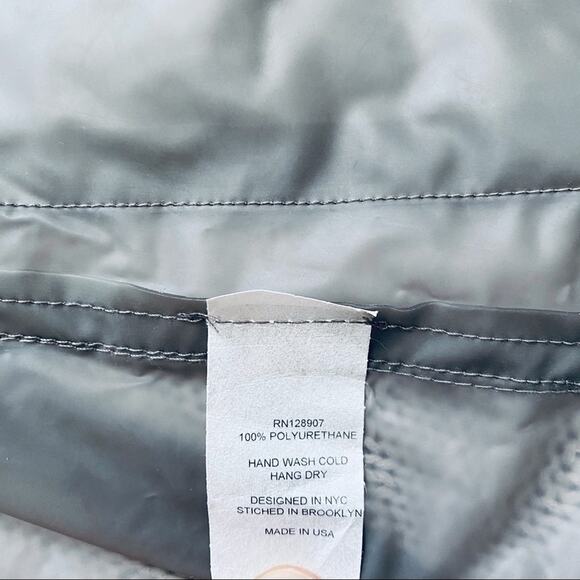 RN128907
100% POLYURETHANE
HAND WASH COLD
HANG DRY
DESIGNED IN NYC
STICHED IN BROOKLYN
MADE IN USA